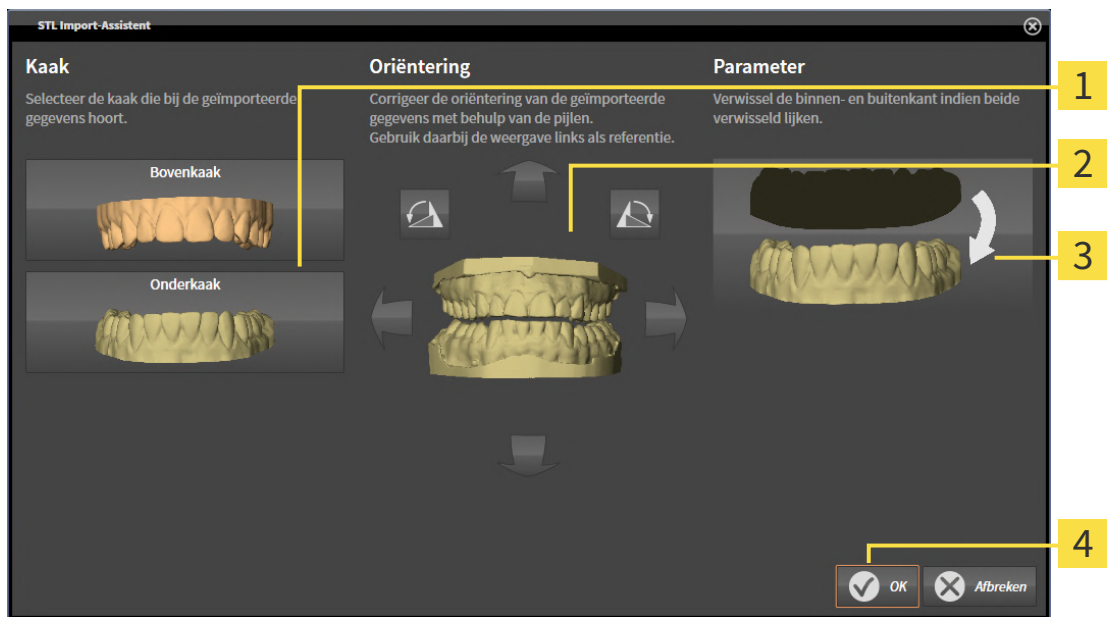 STL Import-Assistent
Kaak
Selecteer de kaak die bij de geïmporteerde
gegevens hoort.
Bovenkaak
Onderkaak
Oriëntering
Corrigeer de oriëntering van de geïmporteerde
gegevens met behulp van de pijlen.
Gebruik daarbij de weergave links als referentie.
Parameter
Verwissel de binnen- en buitenkant indien beide
verwisseld lijken.
1
2
3
4
OK
Afbreken